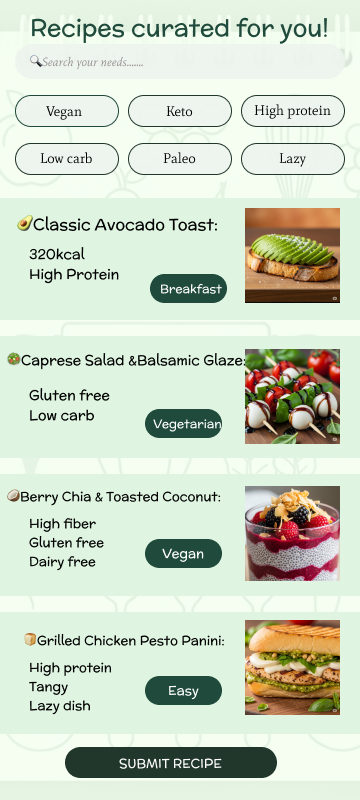 Recipes curated for you!
Search your needs.......
Vegan
Keto
High protein
Low carb
Paleo
Lazy
Classic Avocado Toast:
320kcal
High Protein
Breakfast
Caprese Salad &Balsamic Glaze:
Gluten free
Low carb
Vegetarian
Berry Chia & Toasted Coconut:
High fiber
Gluten free
Dairy free
Vegan
Grilled Chicken Pesto Panini:
High protein
Tangy
Lazy dish
Easy
SUBMIT RECIPE